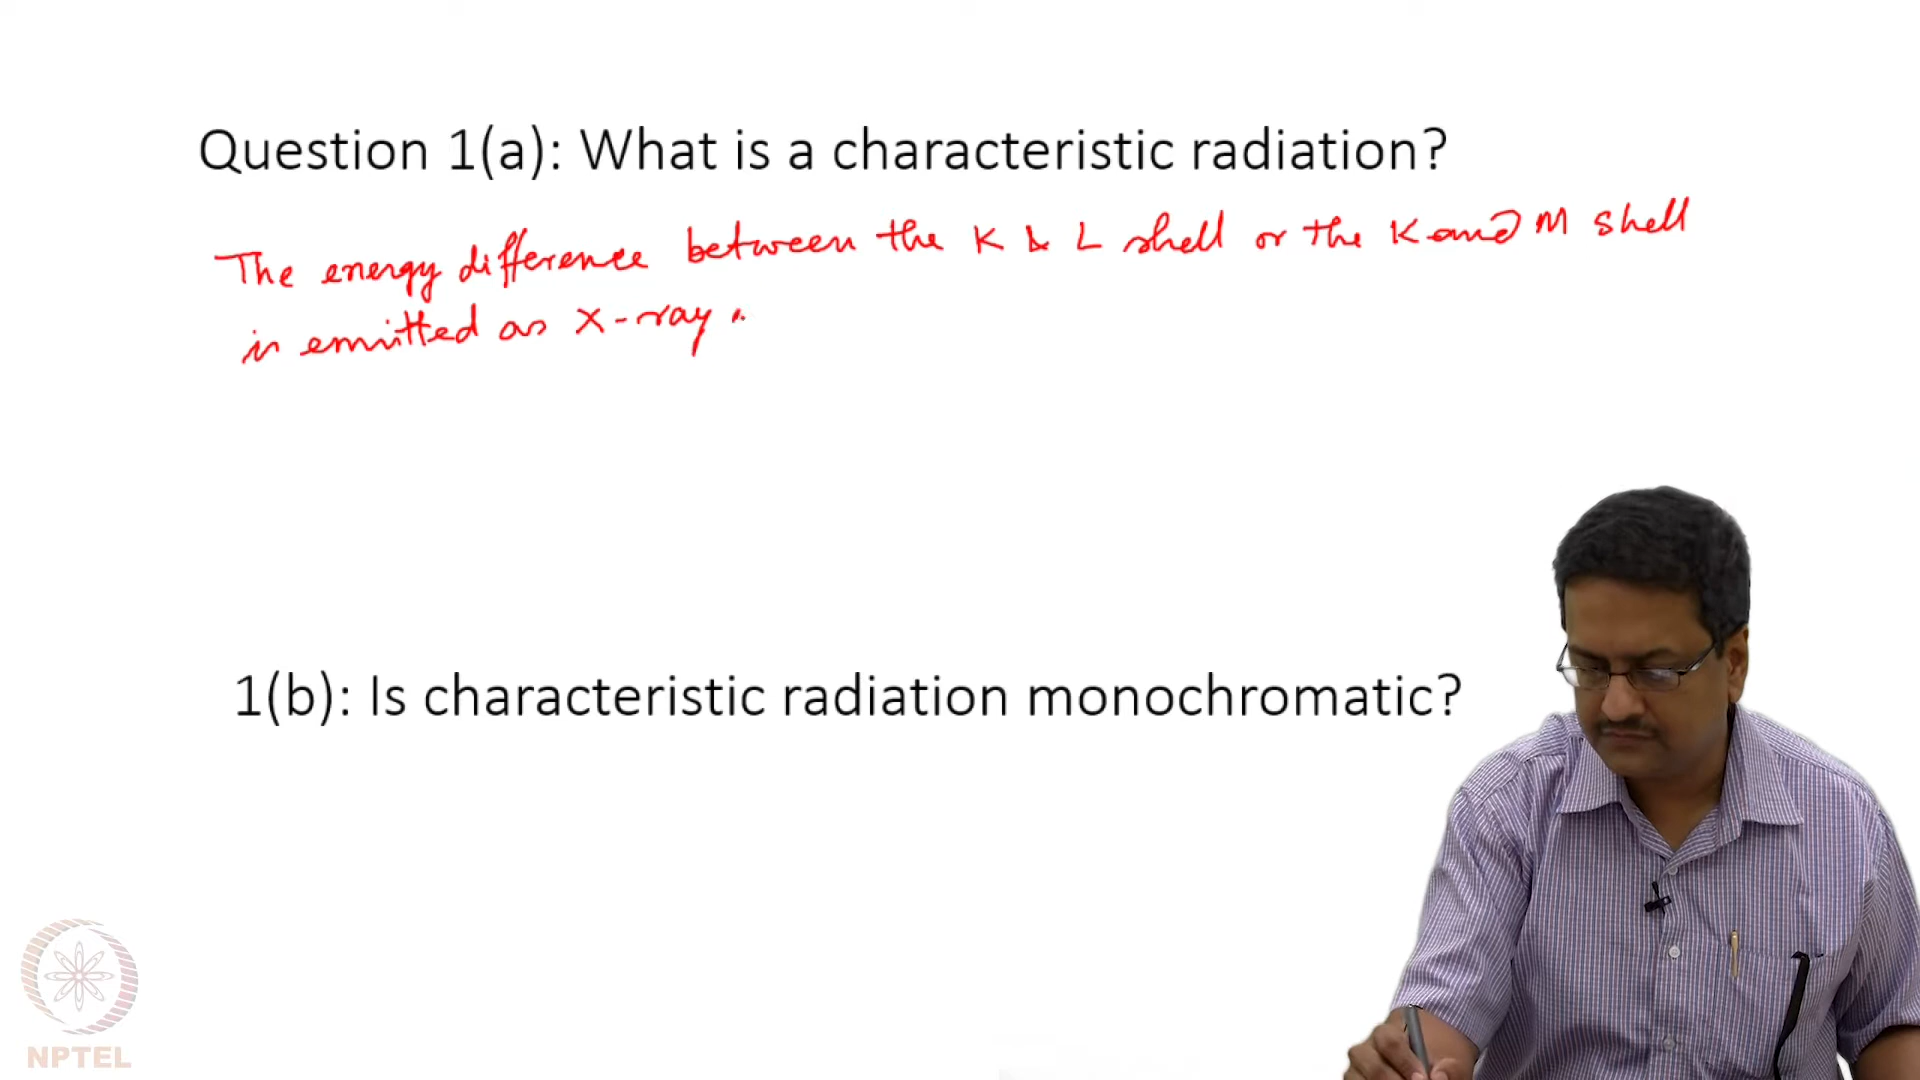 Question 1(a): What is a characteristic radiation?
The energy difference between the K & L shell or the K and M shell
is emitted as X-ray.
1(b): Is characteristic radiation monochromatic?
NPTEL